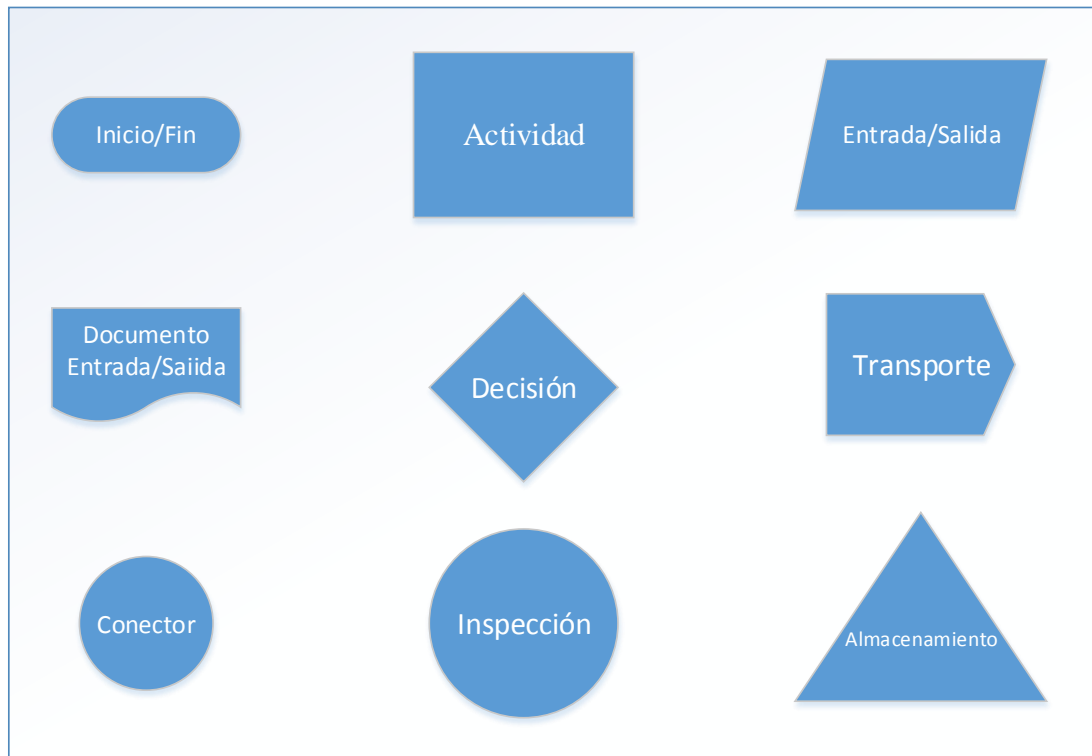 Inicio/Fin
Actividad
Entrada/Salida
Documento
Entrada/Saiida
Decisión
Transporte
Conector
Inspección
Almacenamiento